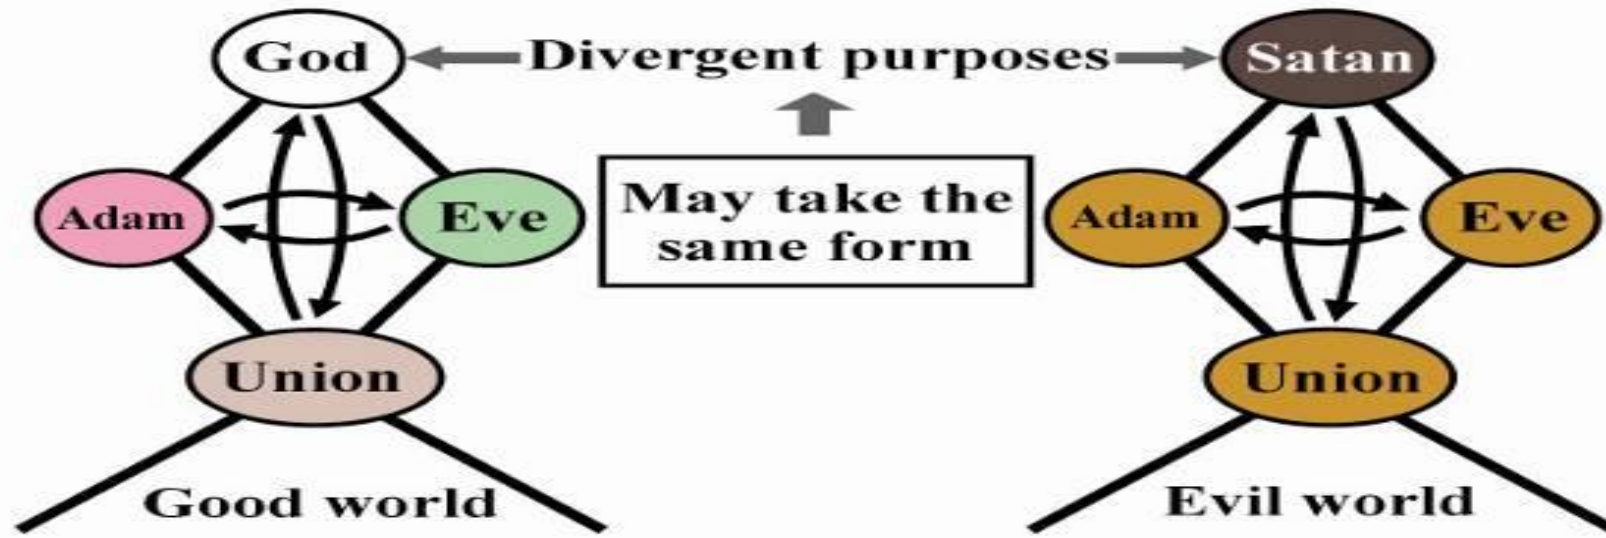 God
Divergent purposes
Satan
Adam
Eve
May take the
same form
Adam
Eve
Union
Union
Good world
Evil world